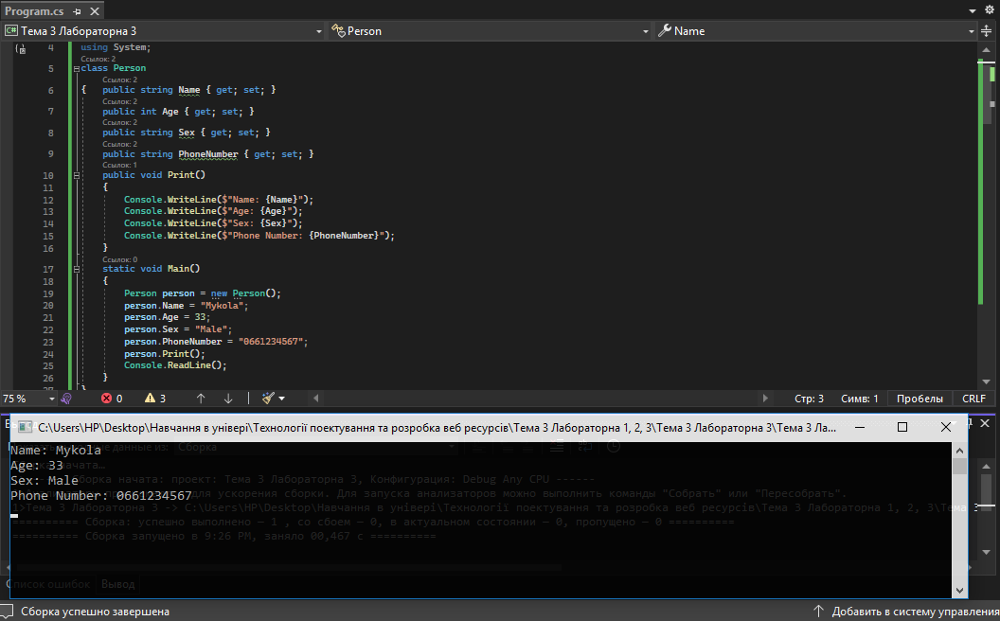 Program.cs
Тема 3 Лабораторна 3 Person Name
4 using System;
Ссылок: 2
5 class Person
Ссылок: 2
6 { public string Name { get; set; }
Ссылок: 2
7 public int Age { get; set; }
Ссылок: 2
8 public string Sex { get; set; }
Ссылок: 2
9 public string PhoneNumber { get; set; }
Ссылок: 1
10 public void Print()
11 {
12 Console.WriteLine($"Name: {Name}");
13 Console.WriteLine($"Age: {Age}");
14 Console.WriteLine($"Sex: {Sex}");
15 Console.WriteLine($"Phone Number: {PhoneNumber}");
16 }
Ссылок: 0
17 static void Main()
18 {
19 Person person = new Person();
20 person.Name = "Mykola";
21 person.Age = 33;
22 person.Sex = "Male";
23 person.PhoneNumber = "0661234567";
24 person.Print();
25 Console.ReadLine();
26 }
27 }
75 % 0 3 Стр: 3 Симв: 1 Пробелы CRLF
C:\Users\HP\Desktop\Навчання в універі\Технології поектування та розробка веб ресурсів\Тема 3 Лабораторна 1, 2, 3\Тема 3 Лабораторна 3\Тема 3 Ла...
данные из: Сборка
Name: Mykola
Age: 33
Sex: Male
Phone Number: 0661234567
начата: проект: Тема 3 Лабораторна 3, Конфигурация: Debug Any CPU ------
для ускорения сборки. Для запуска анализаторов можно выполнить команды "Собрать" или "Пересобрать".
1>Тема 3 Лабораторна 3 -> C:\Users\HP\Desktop\Навчання в універі\Технології поектування та розробка веб ресурсів\Тема 3 Лабораторна 1, 2, 3\Тема
========== Сборка: успешно выполнено — 1 , со сбоем — 0, в актуальном состоянии — 0, пропущено — 0 ==========
========== Сборка запущено в 9:26 PM, заняло 00,467 с ==========
Список ошибок Вывод
Сборка успешно завершена Добавить в систему управления